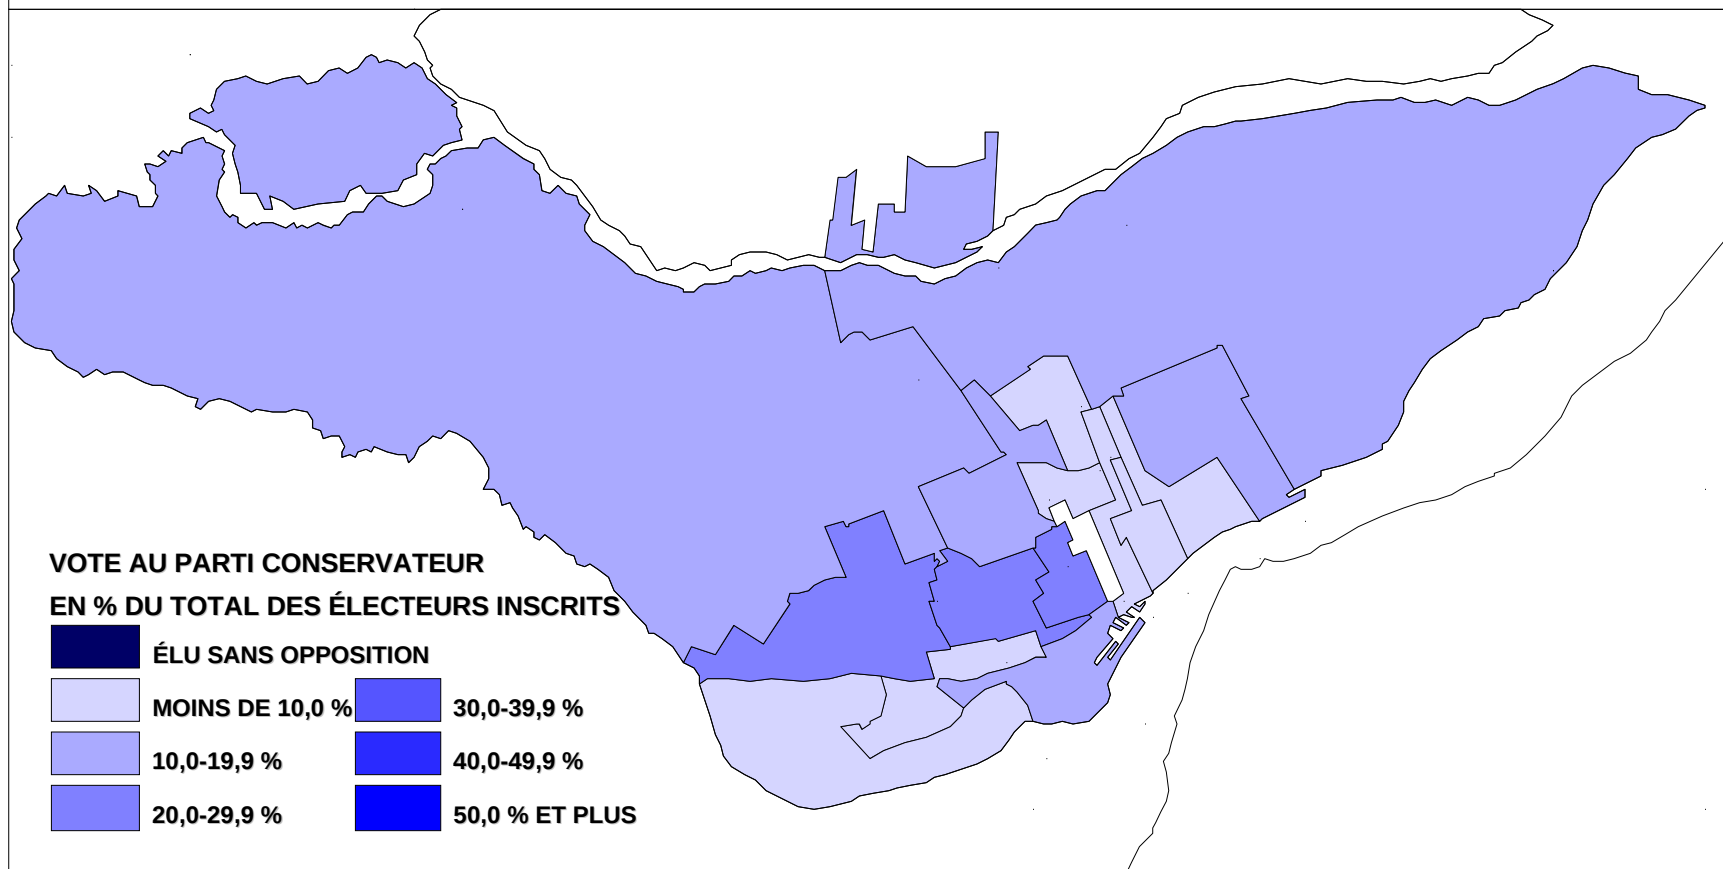 VOTE AU PARTI CONSERVATEUR
EN % DU TOTAL DES ÉLECTEURS INSCRITS
ÉLU SANS OPPOSITION
MOINS DE 10,0 %
30,0-39,9 %
10,0-19,9 %
40,0-49,9 %
20,0-29,9 %
50,0 % ET PLUS